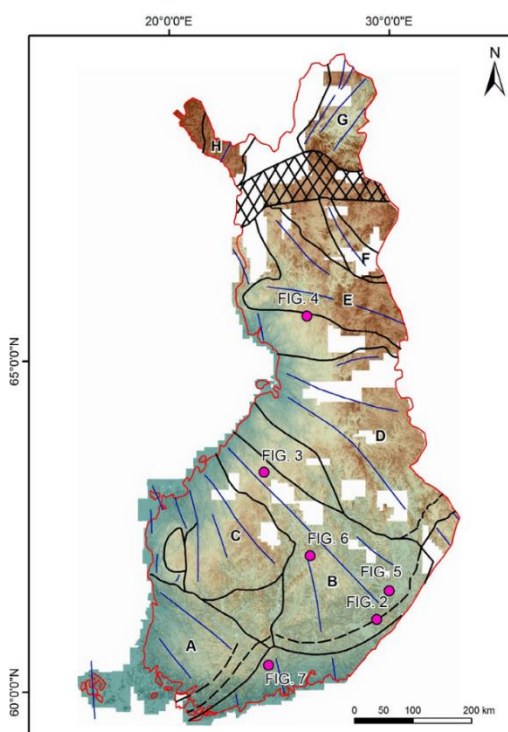 20°0'0"E 30°0'0"E
N
G
H
F
E
FIG. 4
65°0'0"N
D
FIG. 3
C
FIG. 6
B
FIG. 5
FIG. 2
A
60°0'0"N
FIG. 7
0 50 100 200 km